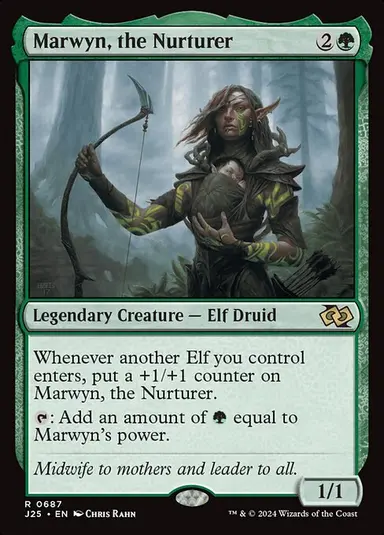 Marwyn, the Nurturer 2
Legendary Creature — Elf Druid
Whenever another Elf you control
enters, put a +1/+1 counter on
Marwyn, the Nurturer.
: Add an amount of equal to
Marwyn's power.
Midwife to mothers and leader to all.
1/1
R 0687
J25 • EN Chris Rahn
™ & © 2024 Wizards of the Coast